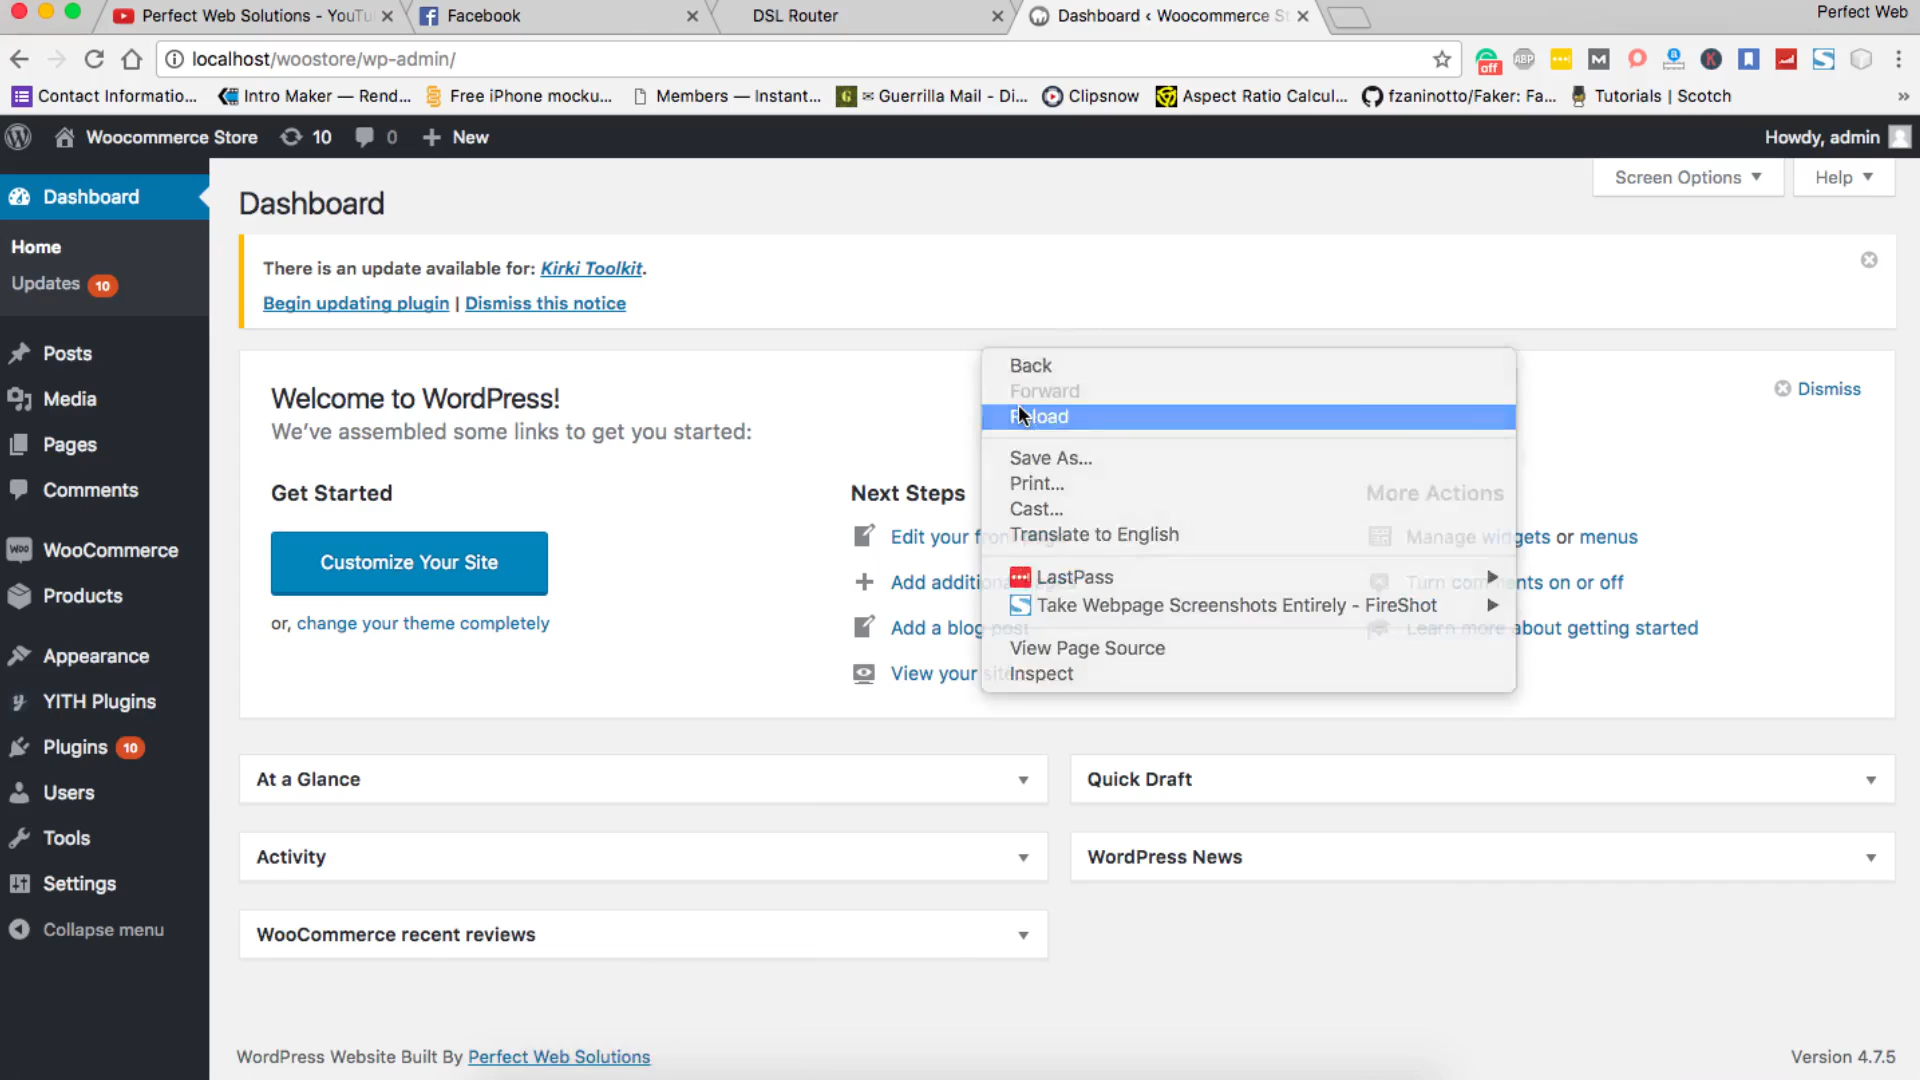 Perfect Web Solutions - YouTu
Facebook
DSL Router
Dashboard ‹ Woocommerce St
Perfect Web
localhost/woostore/wp-admin/
off
ABP
Contact Informatio...
Intro Maker — Rend...
Free iPhone mocku...
Members — Instant...
Guerrilla Mail - Di...
Clipsnow
Aspect Ratio Calcul...
fzaninotto/Faker: Fa...
Tutorials | Scotch
»
Woocommerce Store
10
0
New
Howdy, admin
Dashboard
Home
Updates 10
Posts
Media
Pages
Comments
WooCommerce
Products
Appearance
YITH Plugins
Plugins 10
Users
Tools
Settings
Collapse menu
Screen Options
Help
Dashboard
There is an update available for: Kirki Toolkit.
Begin updating plugin | Dismiss this notice
Welcome to WordPress!
We've assembled some links to get you started:
Dismiss
Get Started
Customize Your Site
or, change your theme completely
Next Steps
Edit your
Add
Add a blog post
View your site
More Actions
Manage widgets or menus
Turn comments on or off
Learn more about getting started
Back
Forward
Reload
Save As...
Print...
Cast...
Translate to English
LastPass
Take Webpage Screenshots Entirely - FireShot
View Page Source
Inspect
At a Glance
Quick Draft
Activity
WordPress News
WooCommerce recent reviews
WordPress Website Built By Perfect Web Solutions
Version 4.7.5